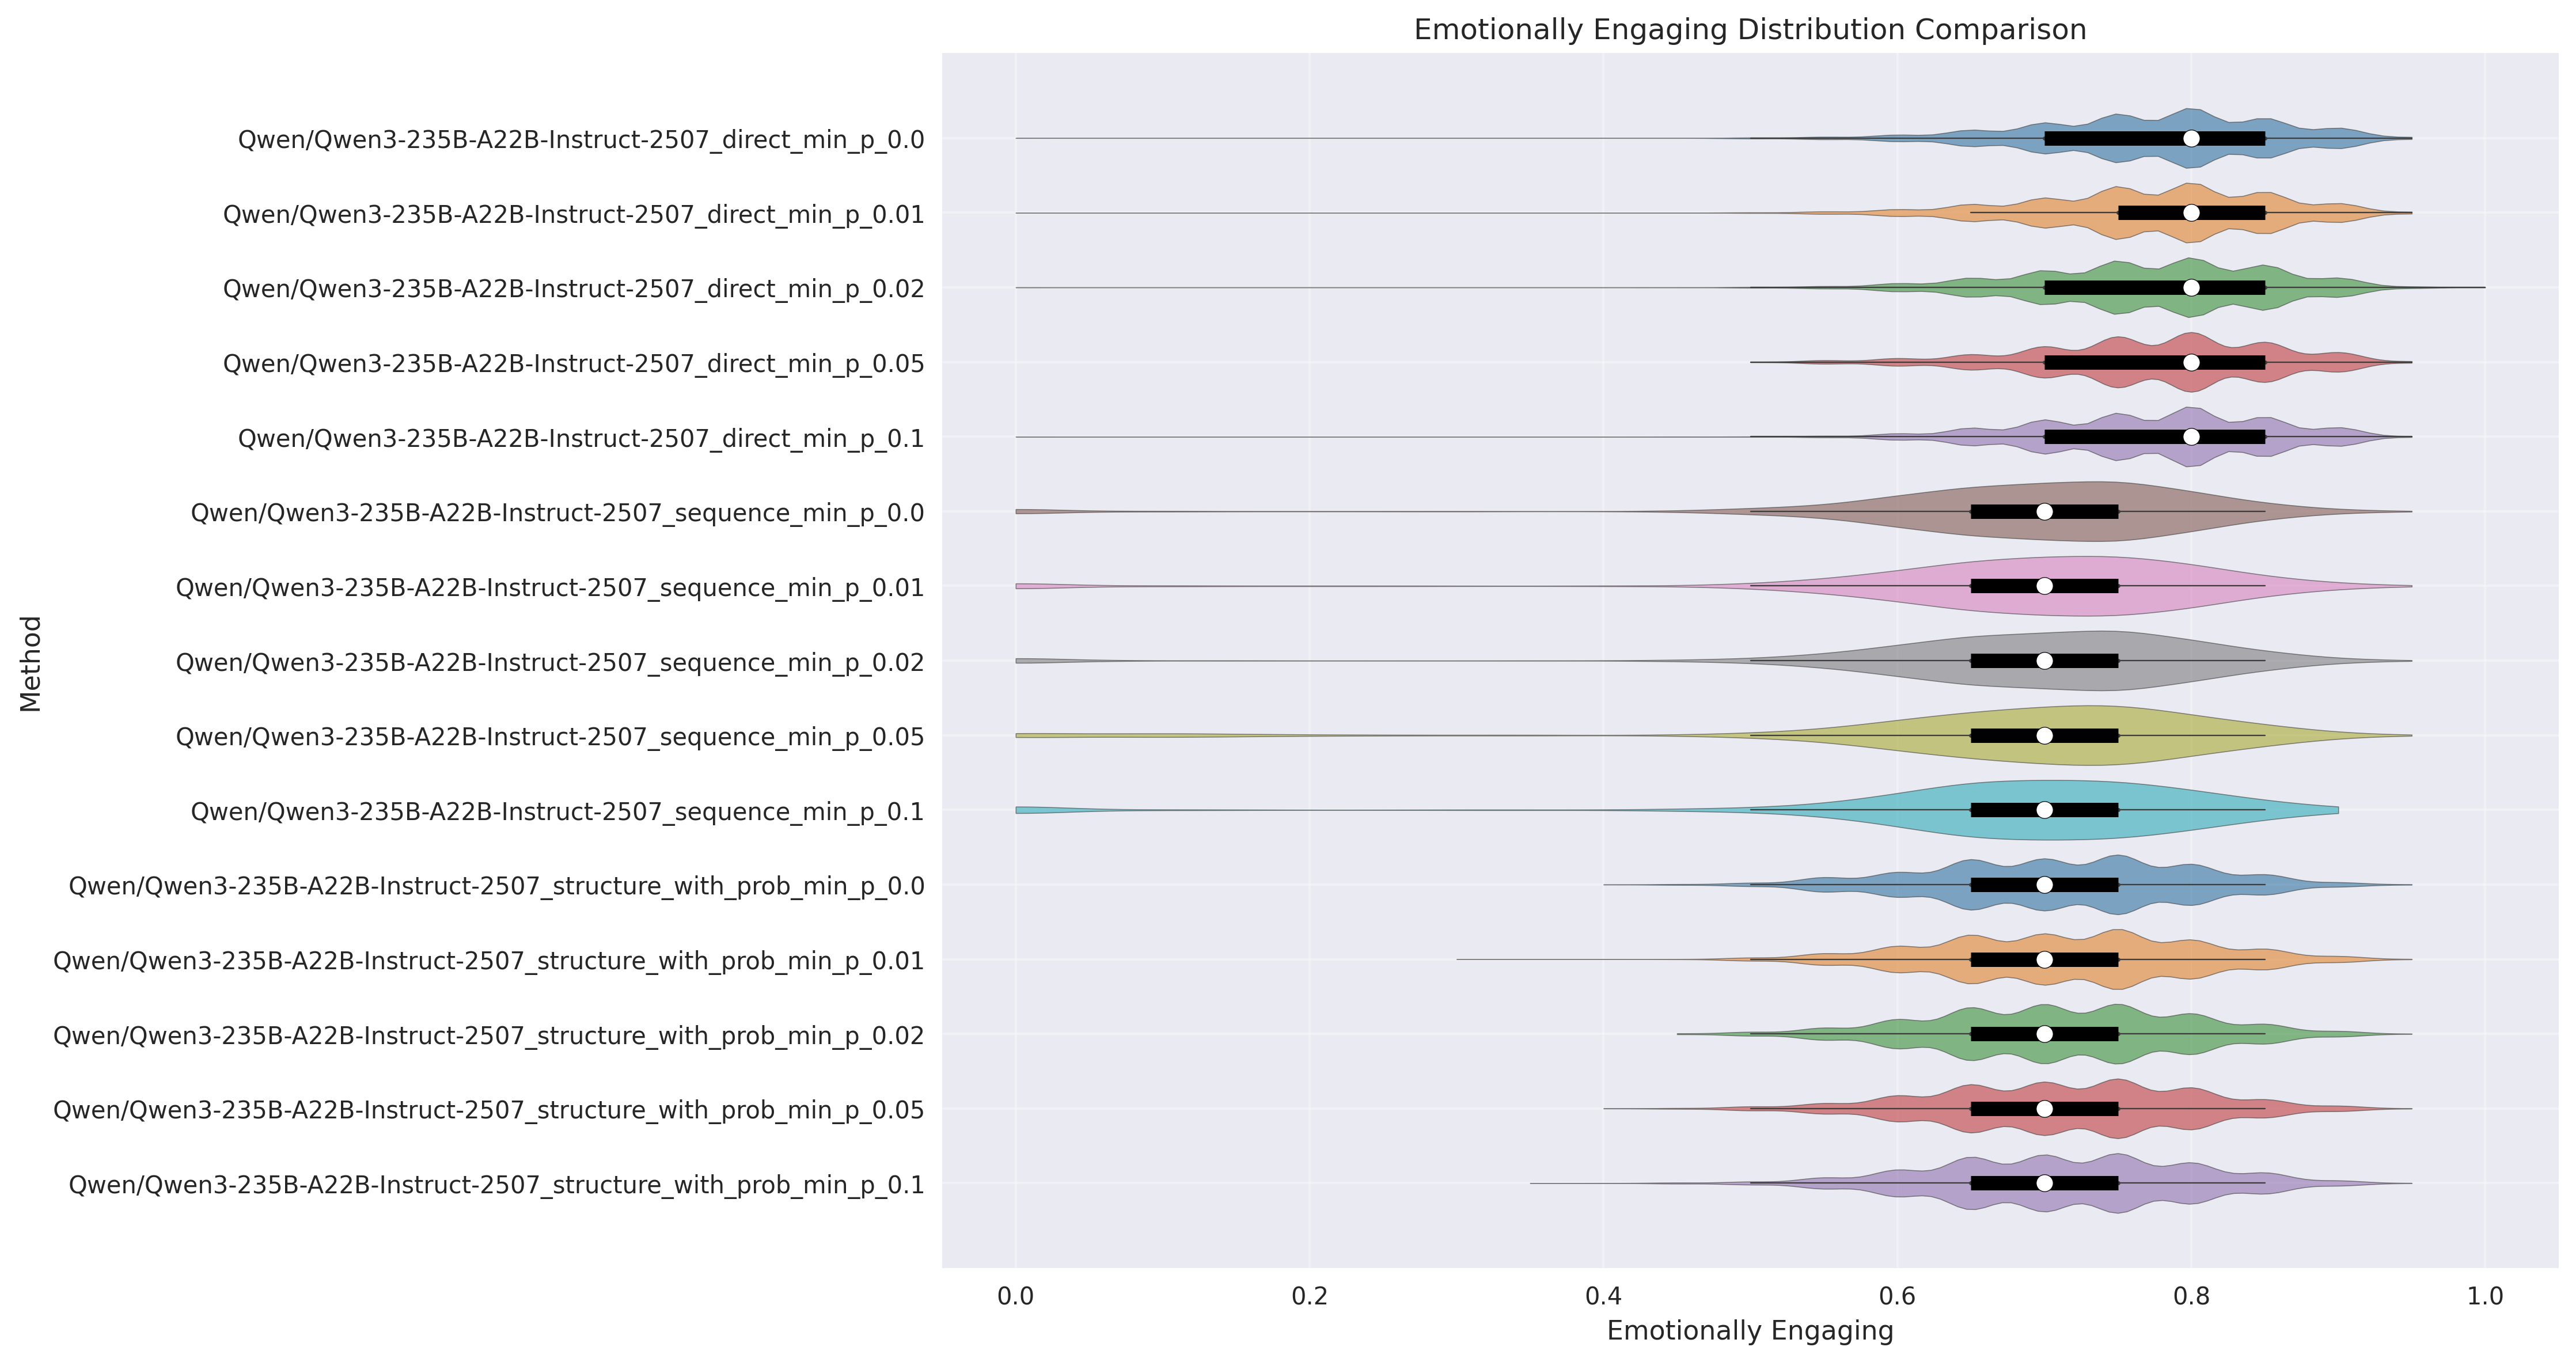 Emotionally Engaging Distribution Comparison
Method
Qwen/Qwen3-235B-A22B-Instruct-2507_direct_min_p_0.0
Qwen/Qwen3-235B-A22B-Instruct-2507_direct_min_p_0.01
Qwen/Qwen3-235B-A22B-Instruct-2507_direct_min_p_0.02
Qwen/Qwen3-235B-A22B-Instruct-2507_direct_min_p_0.05
Qwen/Qwen3-235B-A22B-Instruct-2507_direct_min_p_0.1
Qwen/Qwen3-235B-A22B-Instruct-2507_sequence_min_p_0.0
Qwen/Qwen3-235B-A22B-Instruct-2507_sequence_min_p_0.01
Qwen/Qwen3-235B-A22B-Instruct-2507_sequence_min_p_0.02
Qwen/Qwen3-235B-A22B-Instruct-2507_sequence_min_p_0.05
Qwen/Qwen3-235B-A22B-Instruct-2507_sequence_min_p_0.1
Qwen/Qwen3-235B-A22B-Instruct-2507_structure_with_prob_min_p_0.0
Qwen/Qwen3-235B-A22B-Instruct-2507_structure_with_prob_min_p_0.01
Qwen/Qwen3-235B-A22B-Instruct-2507_structure_with_prob_min_p_0.02
Qwen/Qwen3-235B-A22B-Instruct-2507_structure_with_prob_min_p_0.05
Qwen/Qwen3-235B-A22B-Instruct-2507_structure_with_prob_min_p_0.1
0.0 0.2 0.4 0.6 0.8 1.0
Emotionally Engaging